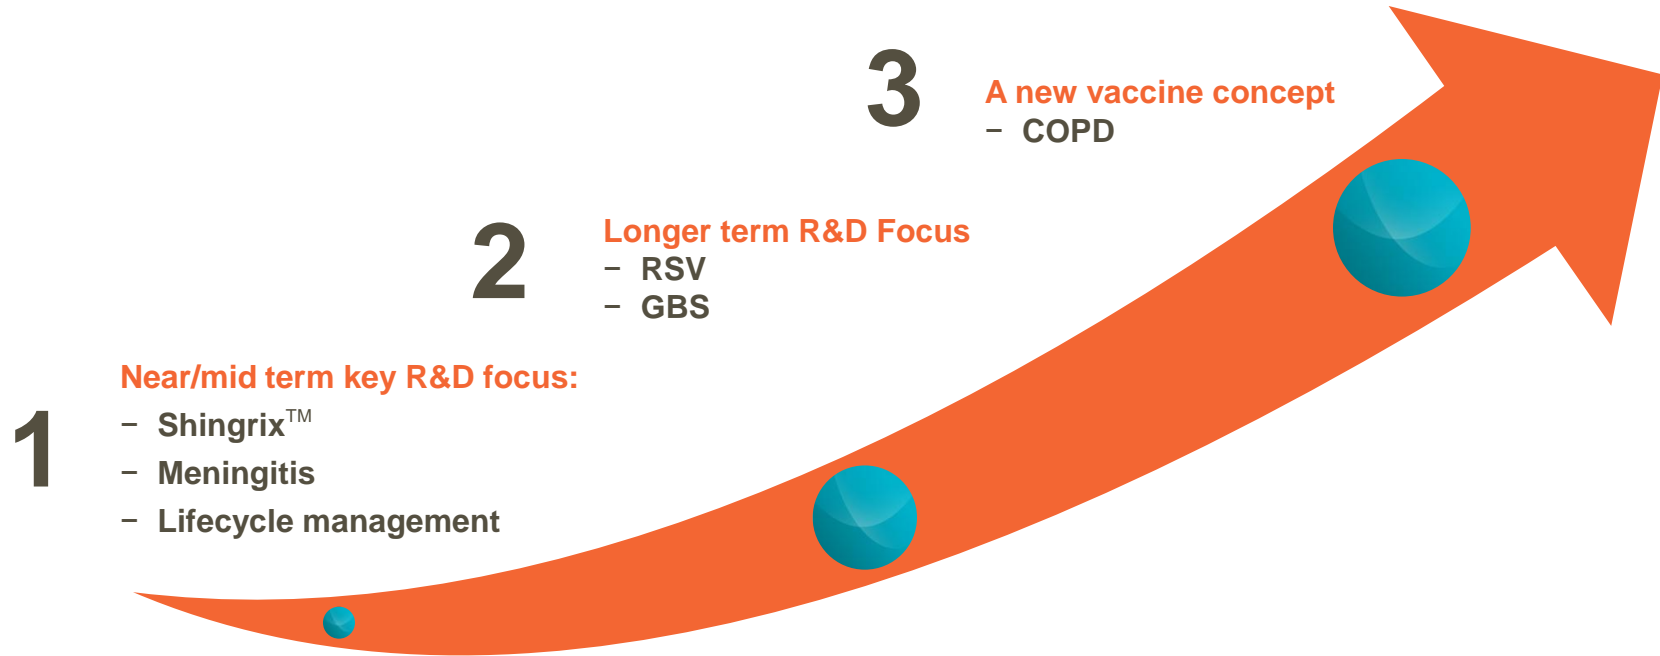 1
Near/mid term key R&D focus:
− Shingrix™
− Meningitis
− Lifecycle management
2
Longer term R&D Focus
− RSV
− GBS
3
A new vaccine concept
− COPD